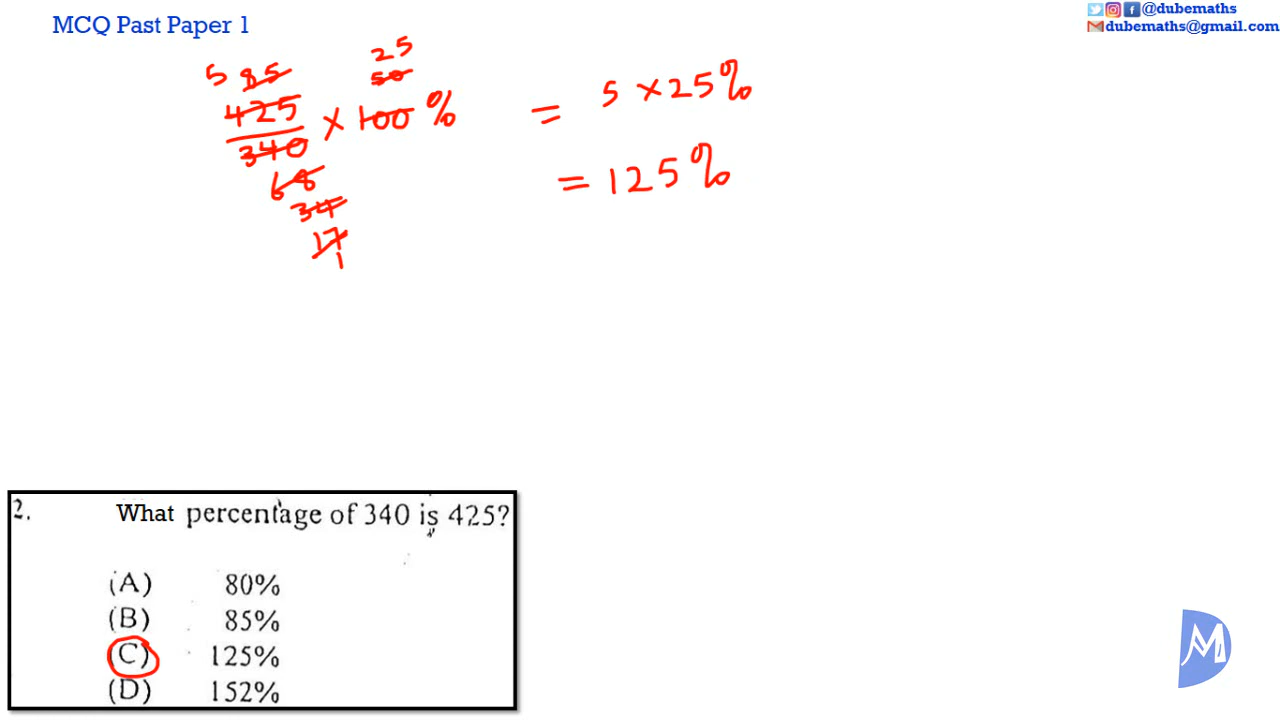 MCQ Past Paper 1
@dubemaths
dubemaths@gmail.com
5 85 25
50
425/340 × 100 % = 5 × 25%
68
34
17
1
= 125%
2. What percentage of 340 is 425?
(A) 80%
(B) 85%
(C) 125%
(D) 152%
M